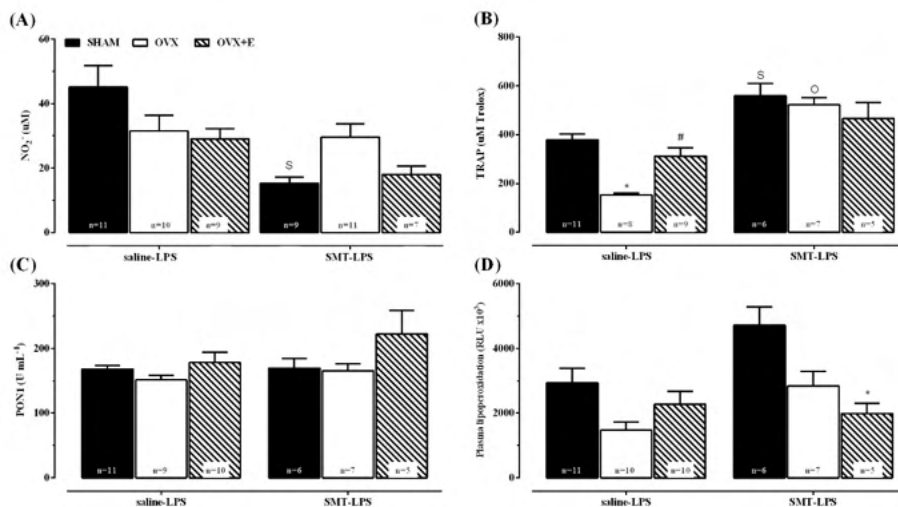 (A)
SHAM OVX OVX+E
NO2- (uM)
60
40
20
0
S
n=11 n=10 n=9 n=9 n=11 n=7
saline-LPS SMT-LPS
(B)
TRAP (uM Trolox)
800
600
400
200
0
* # S O
n=11 n=8 n=9 n=6 n=7 n=5
saline-LPS SMT-LPS
(C)
PON1 (U mL-1)
300
200
100
0
n=11 n=9 n=10 n=6 n=7 n=5
saline-LPS SMT-LPS
(D)
Plasma lipoperoxidation (RLU
6000
4000
2000
0
*
n=11 n=10 n=10 n=6 n=7 n=5
saline-LPS SMT-LPS